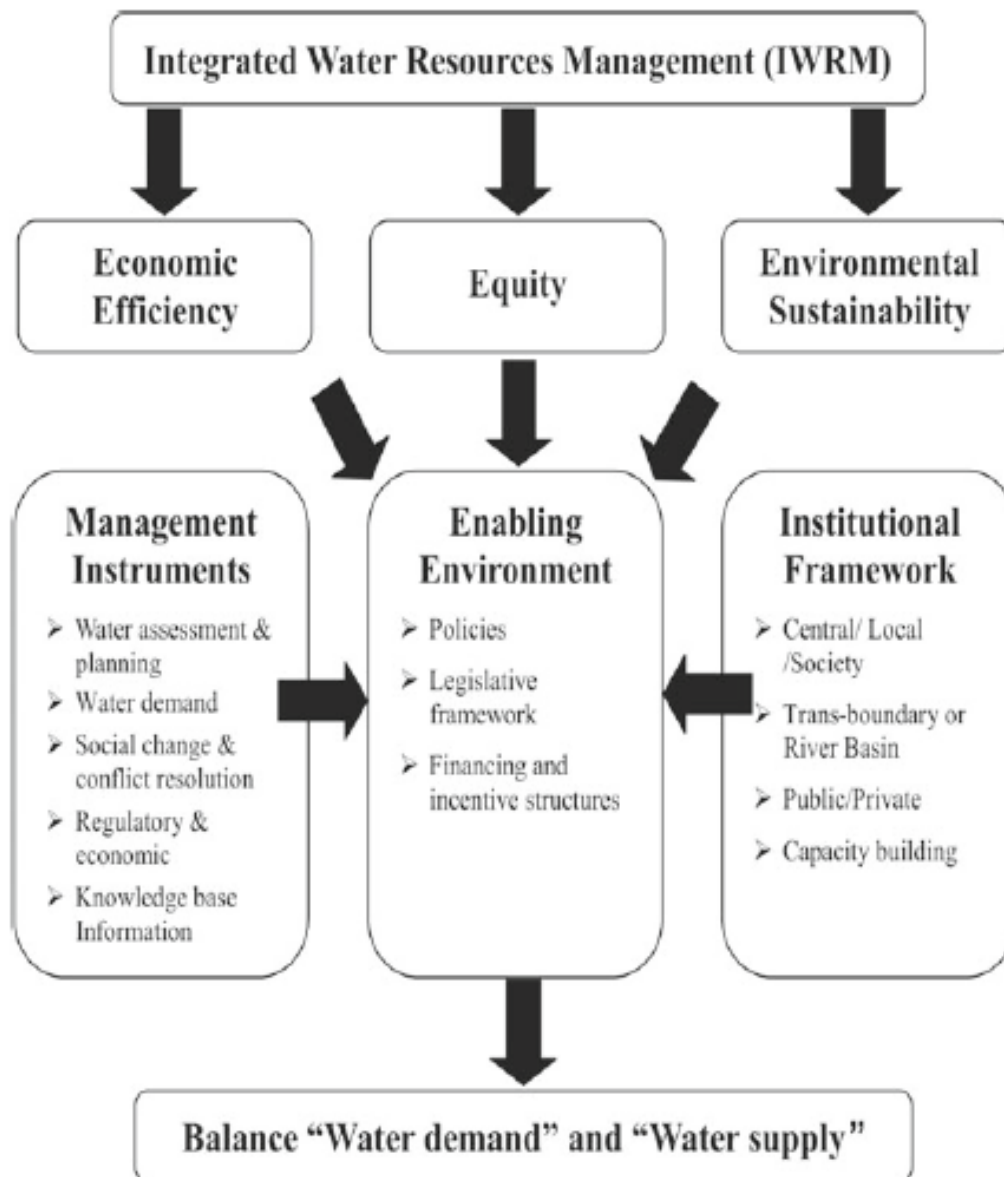 Integrated Water Resources Management (IWRM)
Economic
Efficiency
Equity
Environmental
Sustainability
Management
Instruments
➢ Water assessment &
planning
➢ Water demand
➢ Social change &
conflict resolution
➢ Regulatory &
economic
➢ Knowledge base
Information
Enabling
Environment
➢ Policies
➢ Legislative
framework
➢ Financing and
incentive structures
Institutional
Framework
➢ Central/ Local
/Society
➢ Trans-boundary or
River Basin
➢ Public/Private
➢ Capacity building
Balance “Water demand” and “Water supply”